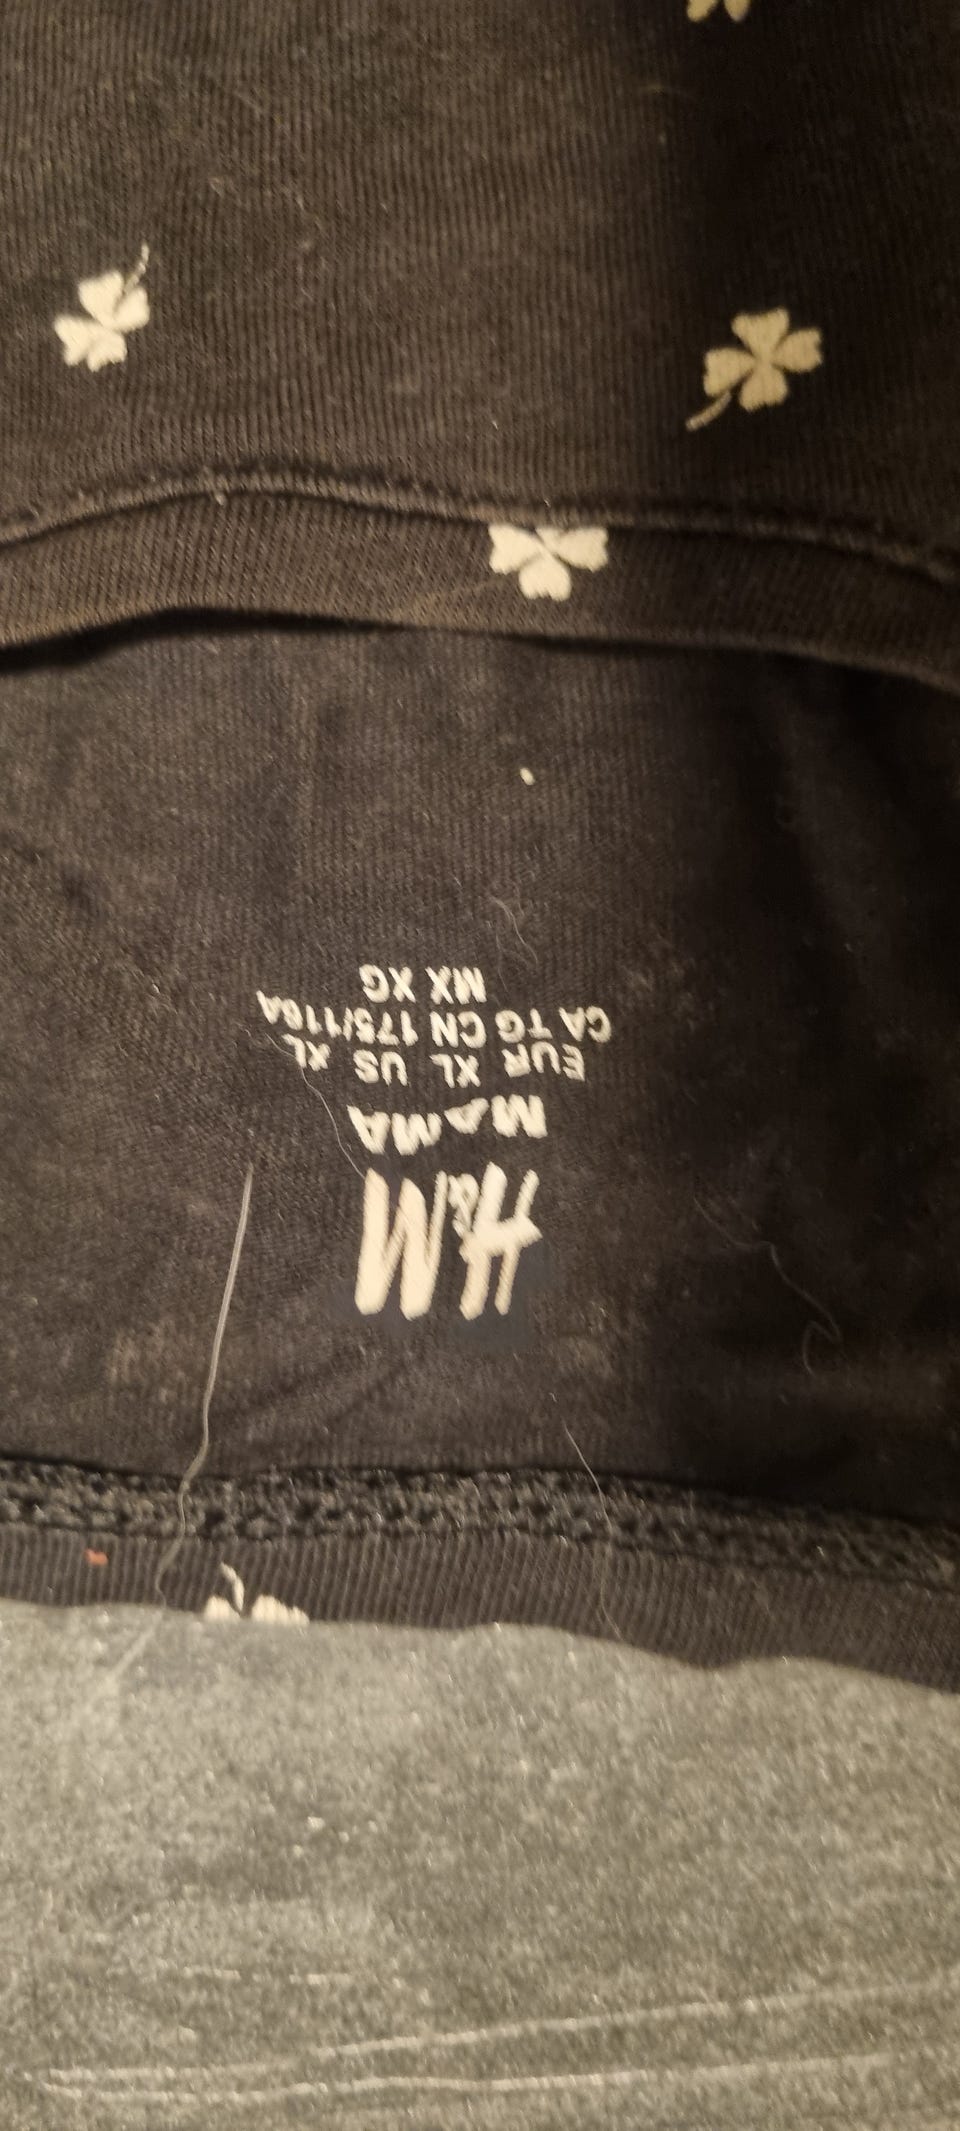 H&M
MAMA
EUR XL US XL
CA TG CN 175/116A
MX XG